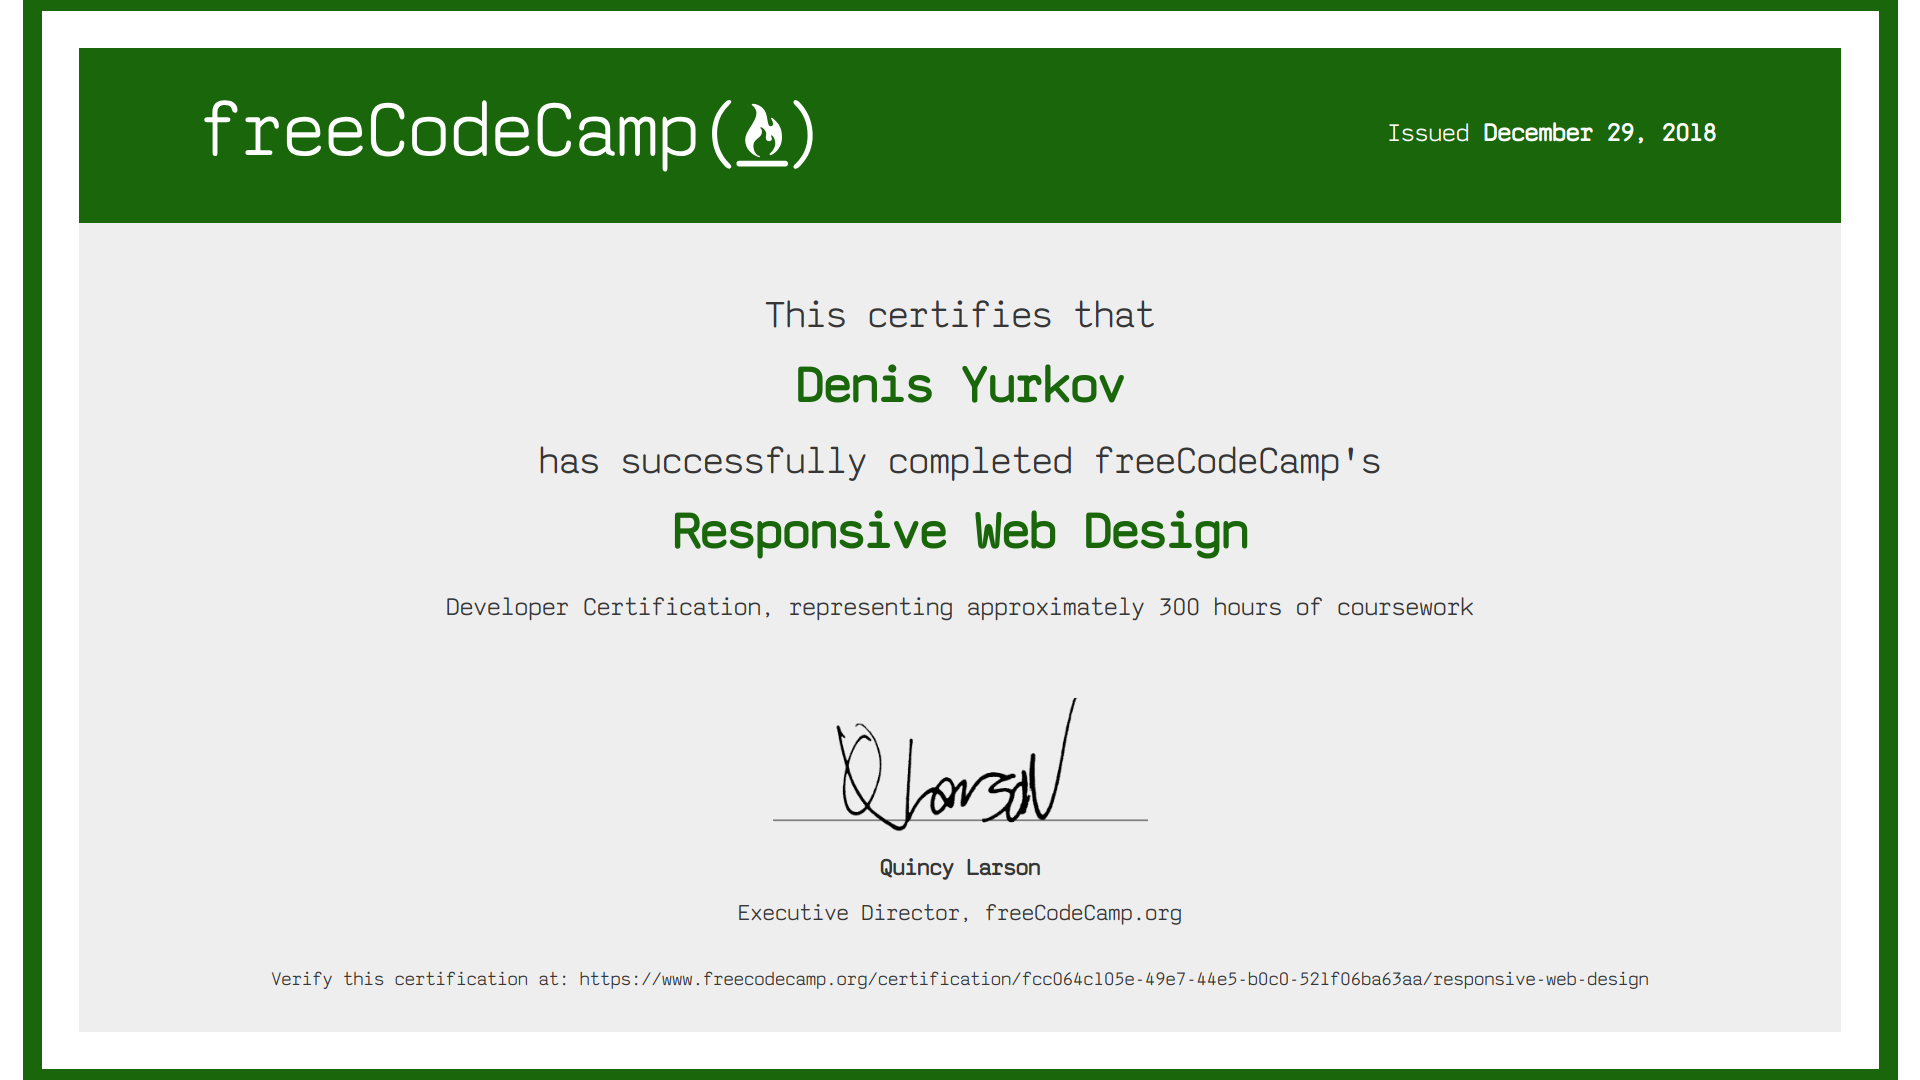 freeCodeCamp()
Issued December 29, 2018
This certifies that
Denis Yurkov
has successfully completed freeCodeCamp's
Responsive Web Design
Developer Certification, representing approximately 300 hours of coursework
Q Larson
Quincy Larson
Executive Director, freeCodeCamp.org
Verify this certification at: https://www.freecodecamp.org/certification/fcc064c105e-49e7-44e5-b0c0-521f06ba63aa/responsive-web-design